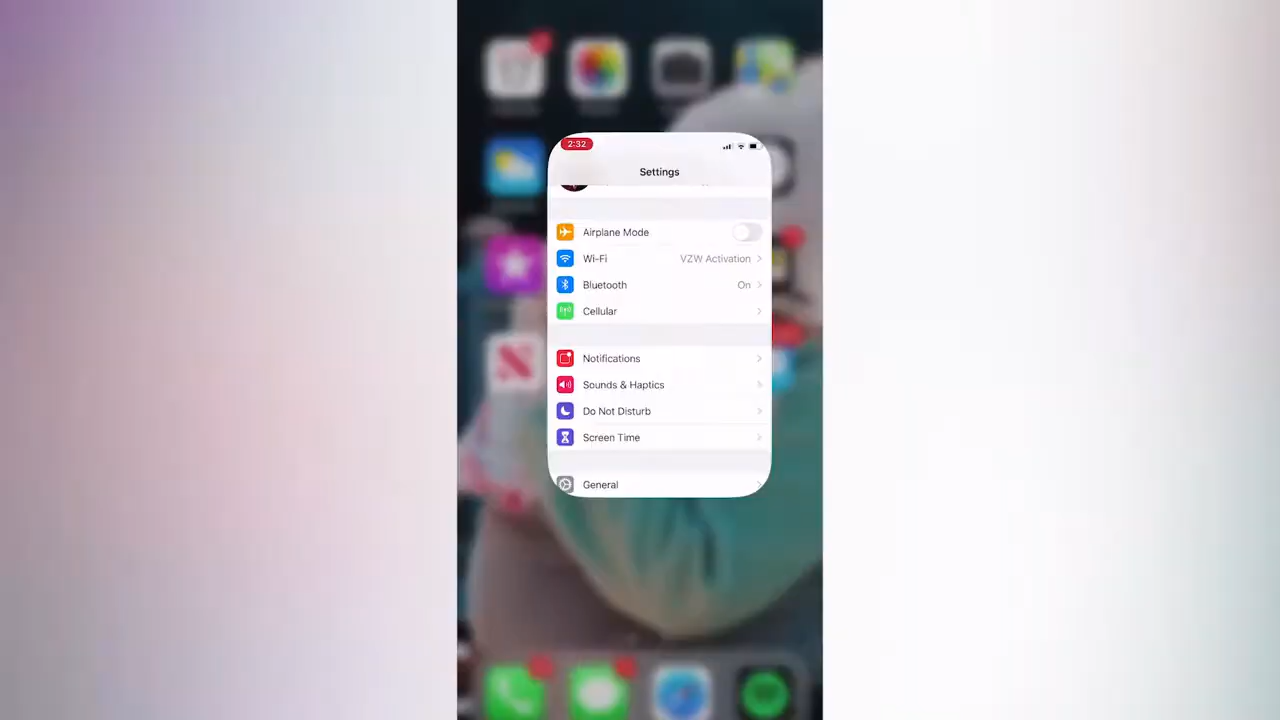 2:32
Settings
Airplane Mode
Wi-Fi VZW Activation
Bluetooth On
Cellular
Notifications
Sounds & Haptics
Do Not Disturb
Screen Time
General